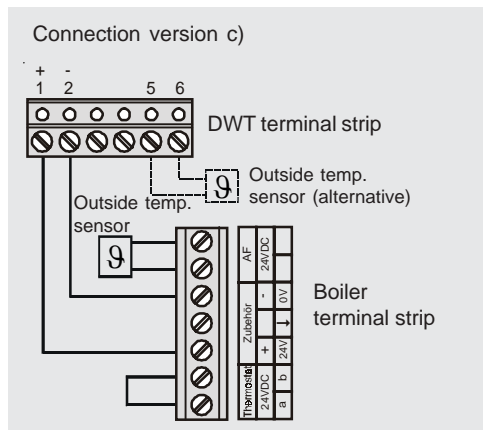 Connection version c)
+ -
1 2 5 6
DWT terminal strip
Outside temp.
sensor (alternative)
ϑ
Outside temp.
sensor
ϑ
AF
24VDC
Zubehör
- 0V
↓
+ 24V
Thermostat
24VDC
b
a
Boiler
terminal strip